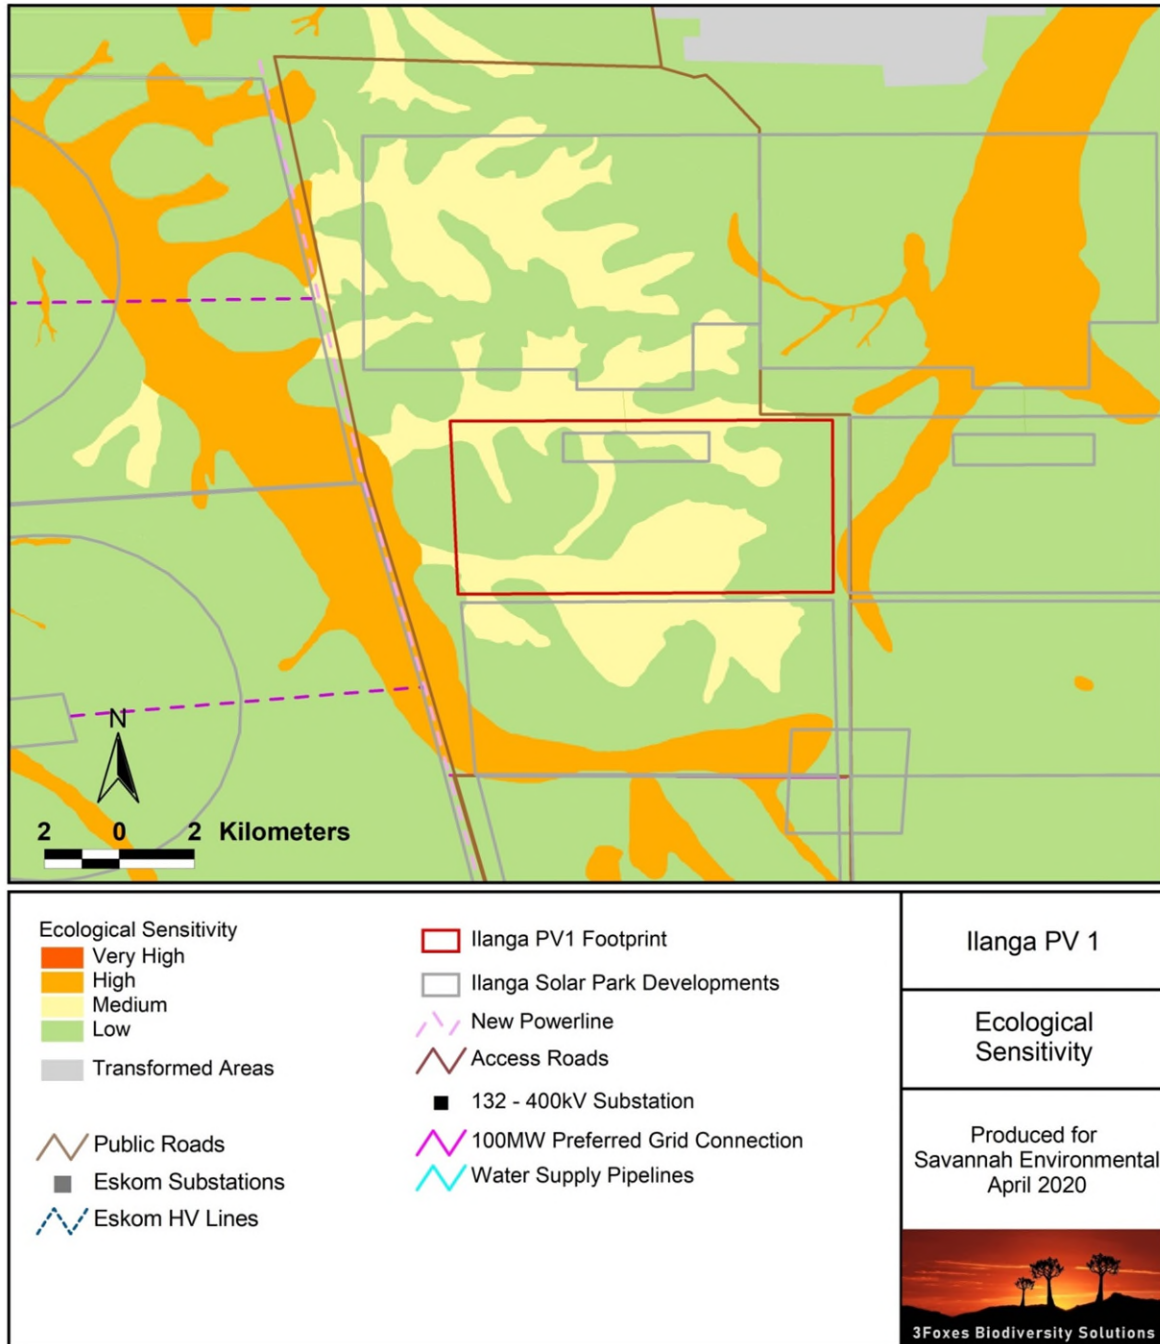 N
2 0 2 Kilometers
Ecological Sensitivity
Very High
High
Medium
Low
Transformed Areas
Public Roads
Eskom Substations
Eskom HV Lines
Ilanga PV1 Footprint
Ilanga Solar Park Developments
New Powerline
Access Roads
132 - 400kV Substation
100MW Preferred Grid Connection
Water Supply Pipelines
Ilanga PV 1
Ecological
Sensitivity
Produced for
Savannah Environmental
April 2020
3Foxes Biodiversity Solutions